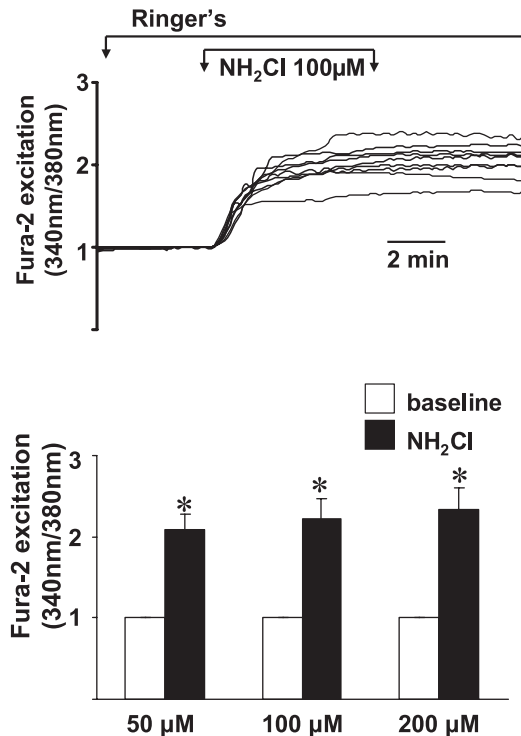 Ringer's
NH₂Cl 100µM
Fura-2 excitation
(340nm/380nm)
3
2
1
2 min
baseline
NH₂Cl
Fura-2 excitation
(340nm/380nm)
3
2
1
*
*
*
50 µM
100 µM
200 µM